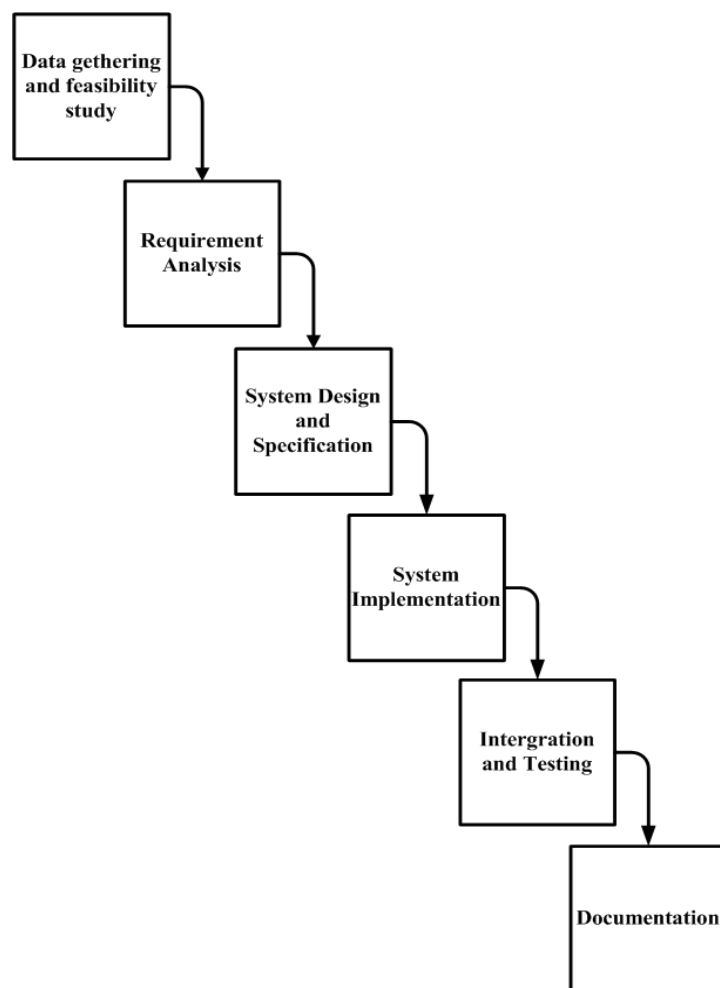 Data gethering
and feasibility
study
Requirement
Analysis
System Design
and
Specification
System
Implementation
Intergration
and Testing
Documentation